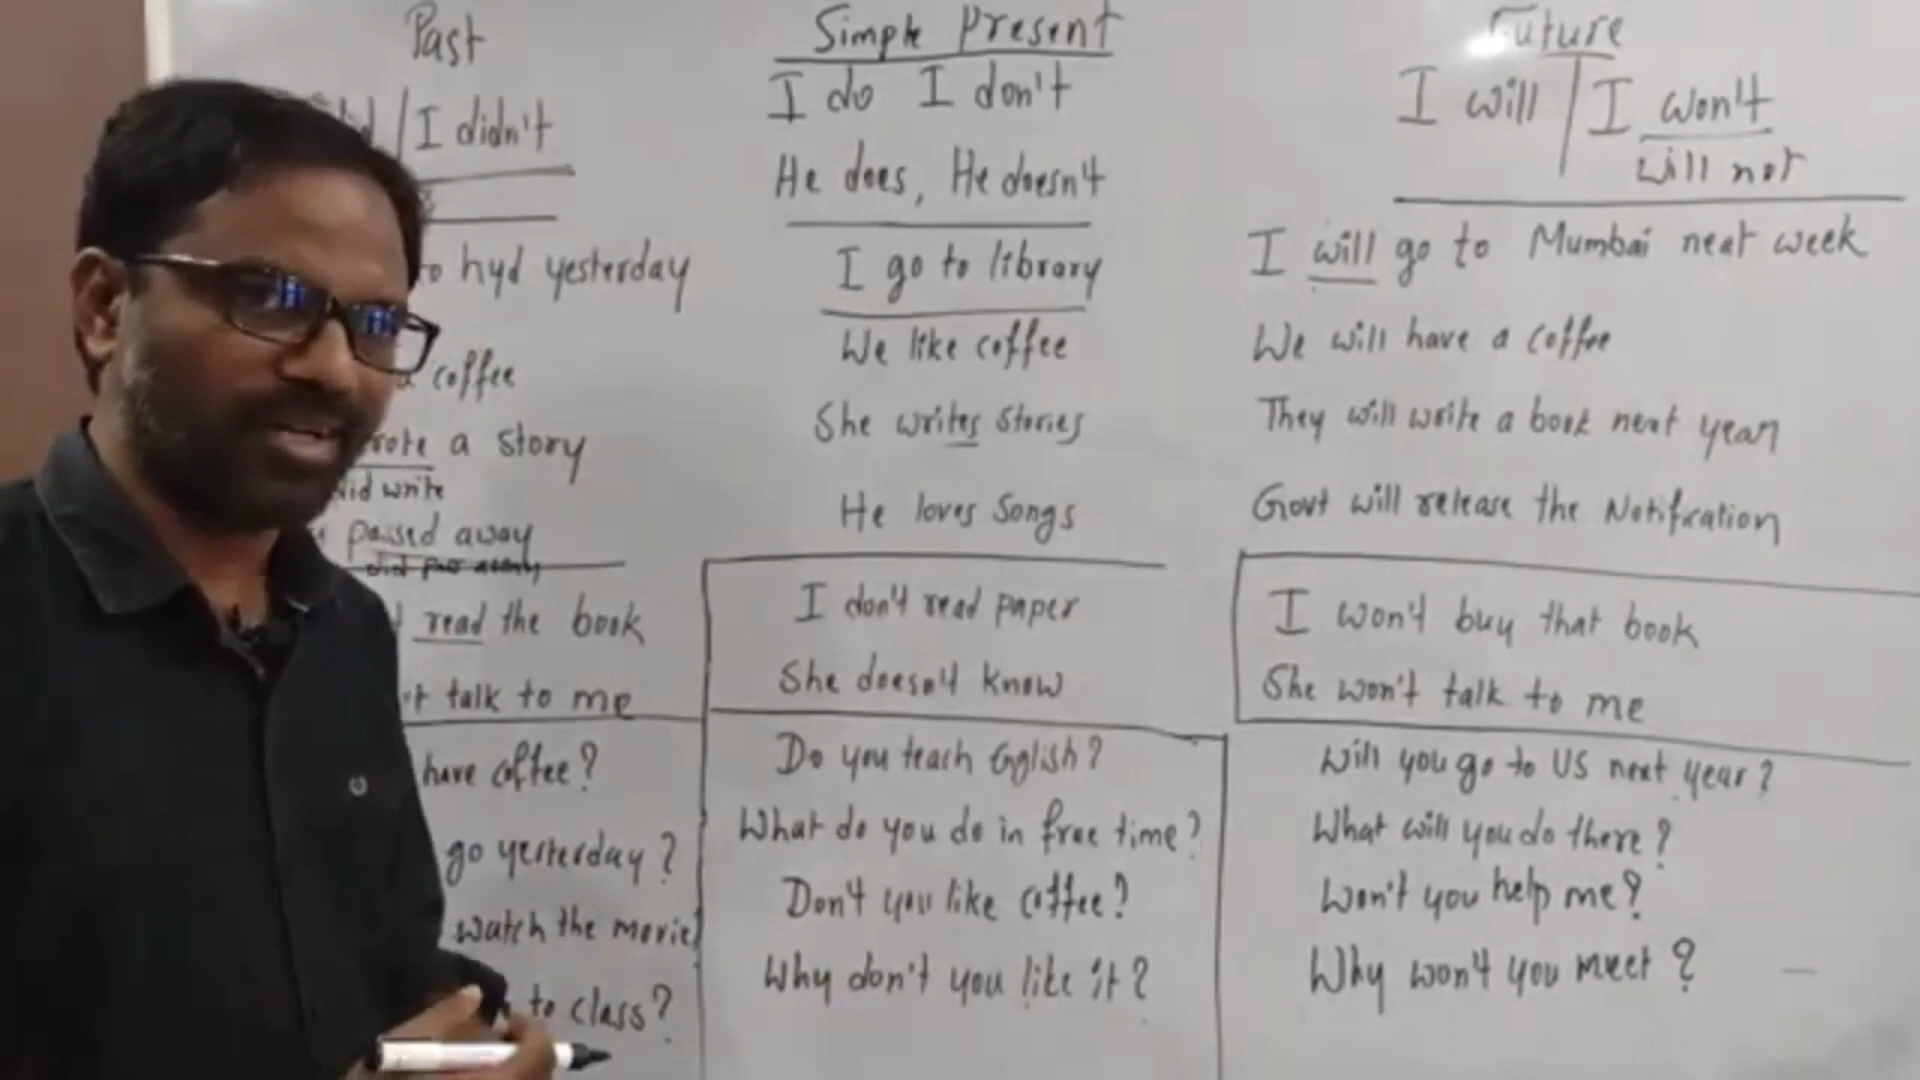 Past
I didn't
hyd yesterday
coffee
a story
did write
passed away
read the book
talk to me
have coffee?
go yesterday?
watch the movie
to class?
Simple Present
I do I don't
He does, He doesn't
I go to library
We like coffee
She writes stories
He loves Songs
I don't read paper
She doesn't know
Do you teach English?
What do you do in free time?
Don't you like coffee?
Why don't you like it?
Future
I will / I won't
will not
I will go to Mumbai next week
We will have a coffee
They will write a book next year
Govt will release the Notification
I won't buy that book
She won't talk to me
Will you go to US next year?
What will you do there?
Won't you help me?
Why won't you meet?